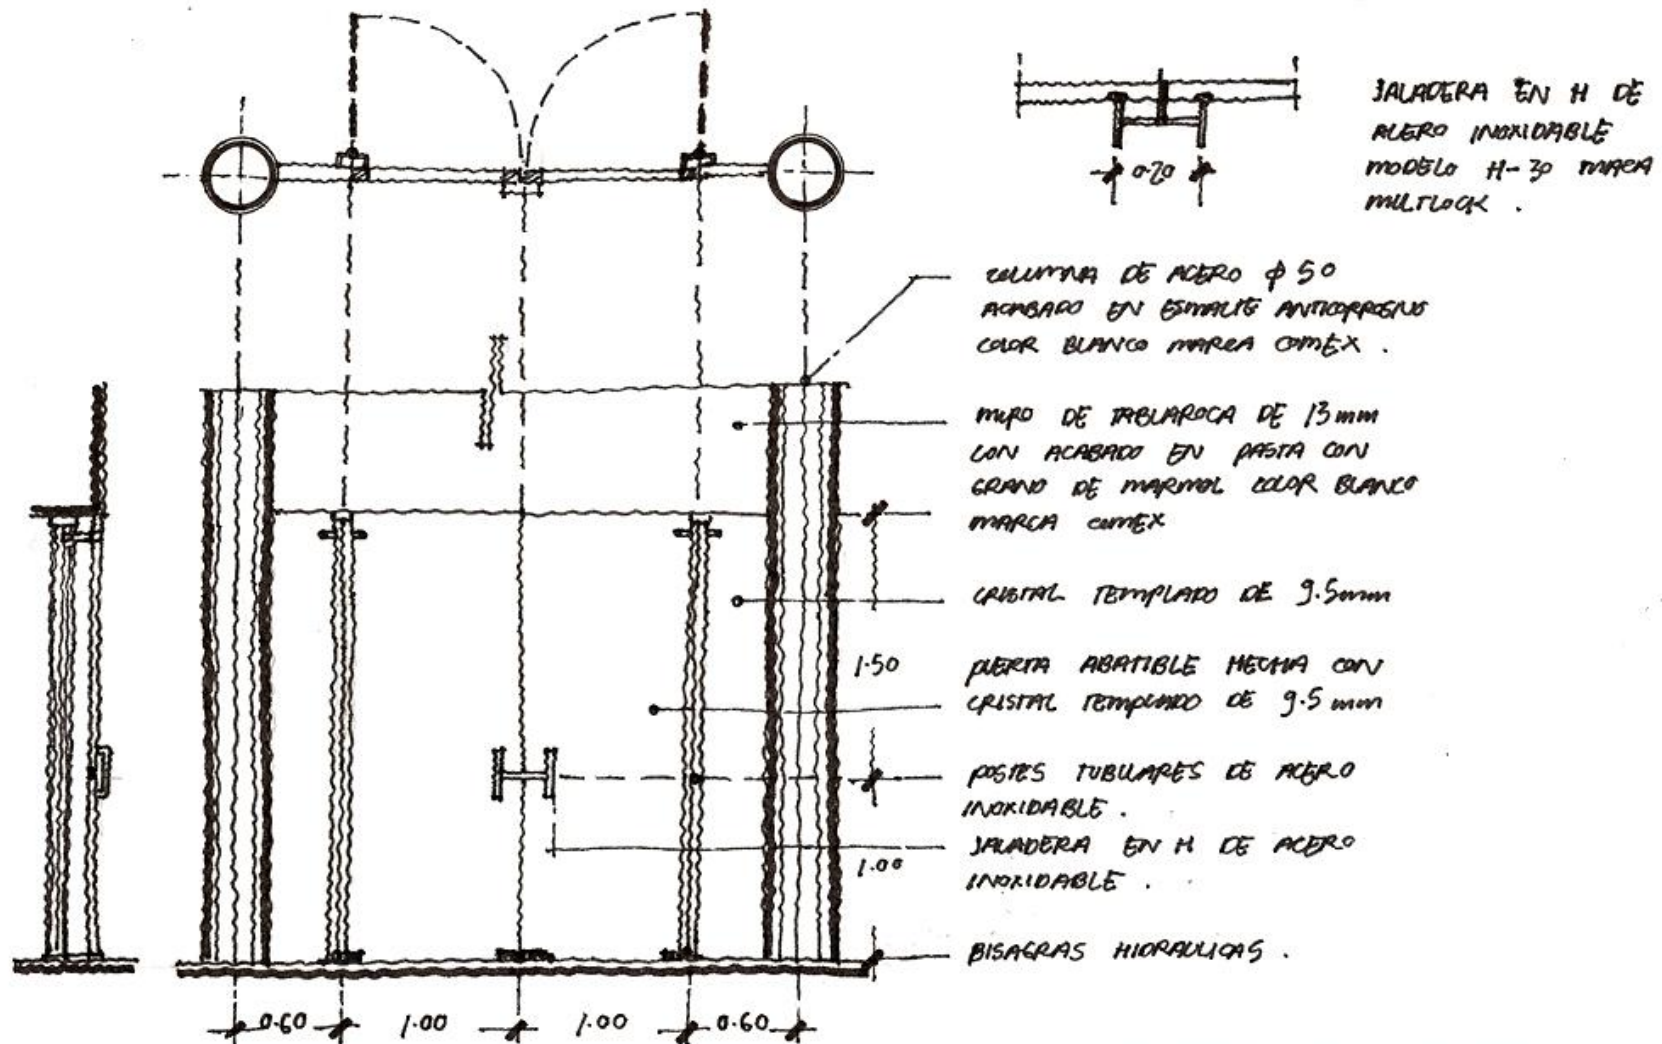 JALADERA EN H DE
ACERO INOXIDABLE
MODELO H-30 MARCA
MULTLOCK .
0.20
COLUMNA DE ACERO ϕ 50
ACABADO EN ESMALTE ANTICORROSIVO
COLOR BLANCO MARCA COMEX .
MURO DE TABLAROCA DE 13 mm
CON ACABADO EN PASTA CON
GRANO DE MARMOL COLOR BLANCO
MARCA COMEX
CRISTAL TEMPLADO DE 9.5mm
1.50
PUERTA ABATIBLE HECHA CON
CRISTAL TEMPLADO DE 9.5 mm
POSTES TUBULARES DE ACERO
INOXIDABLE .
JALADERA EN H DE ACERO
INOXIDABLE .
1.00
BISAGRAS HIDRAULICAS .
0.60 1.00 1.00 0.60